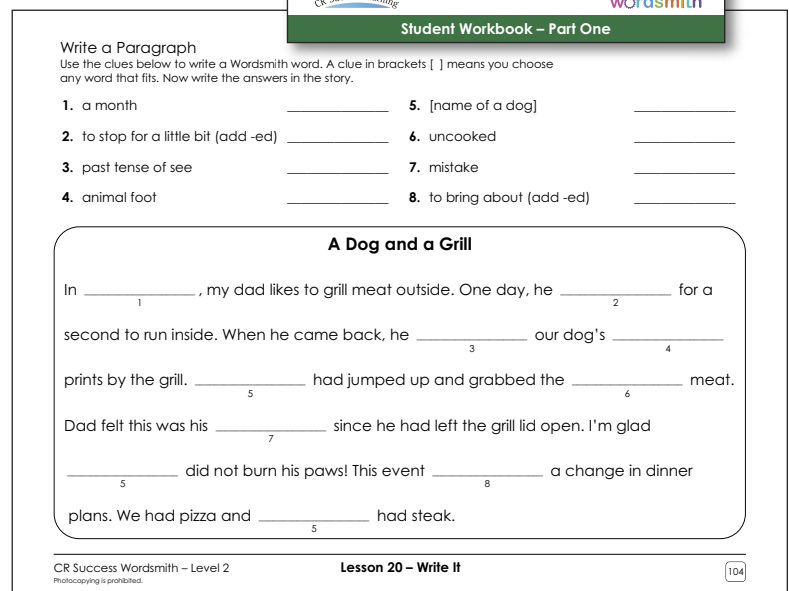 wordsmith
Student Workbook – Part One
Write a Paragraph
Use the clues below to write a Wordsmith word. A clue in brackets [ ] means you choose
any word that fits. Now write the answers in the story.
1. a month ____________ 5. [name of a dog] ____________
2. to stop for a little bit (add -ed) ____________ 6. uncooked ____________
3. past tense of see ____________ 7. mistake ____________
4. animal foot ____________ 8. to bring about (add -ed) ____________
A Dog and a Grill
In ____________ , my dad likes to grill meat outside. One day, he ____________ for a
1 2
second to run inside. When he came back, he ____________ our dog's ____________
3 4
prints by the grill. ____________ had jumped up and grabbed the ____________ meat.
5 6
Dad felt this was his ____________ since he had left the grill lid open. I'm glad
7
____________ did not burn his paws! This event ____________ a change in dinner
5 8
plans. We had pizza and ____________ had steak.
5
CR Success Wordsmith – Level 2 Lesson 20 – Write It 104
Photocopying is prohibited.